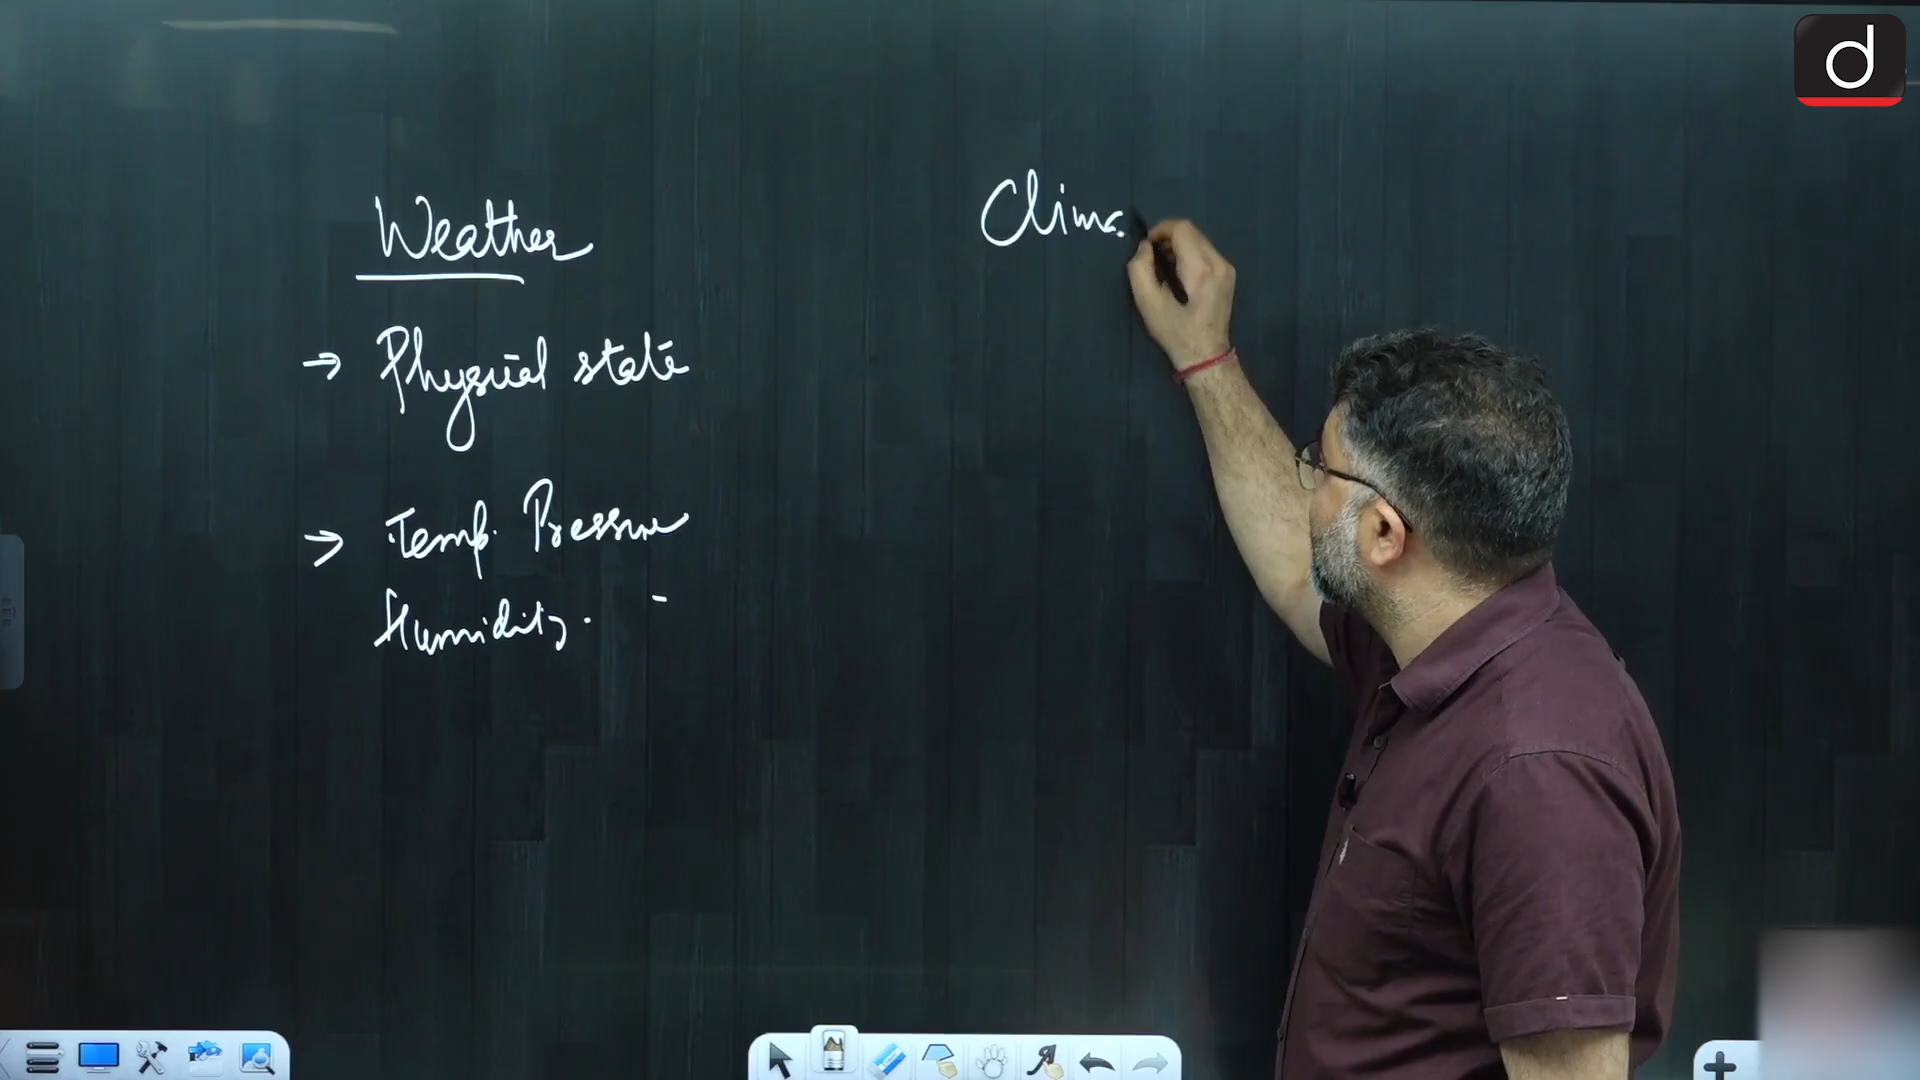 d
Weather
Clima
→ Physical state
→ Temp. Pressure
Humidity.